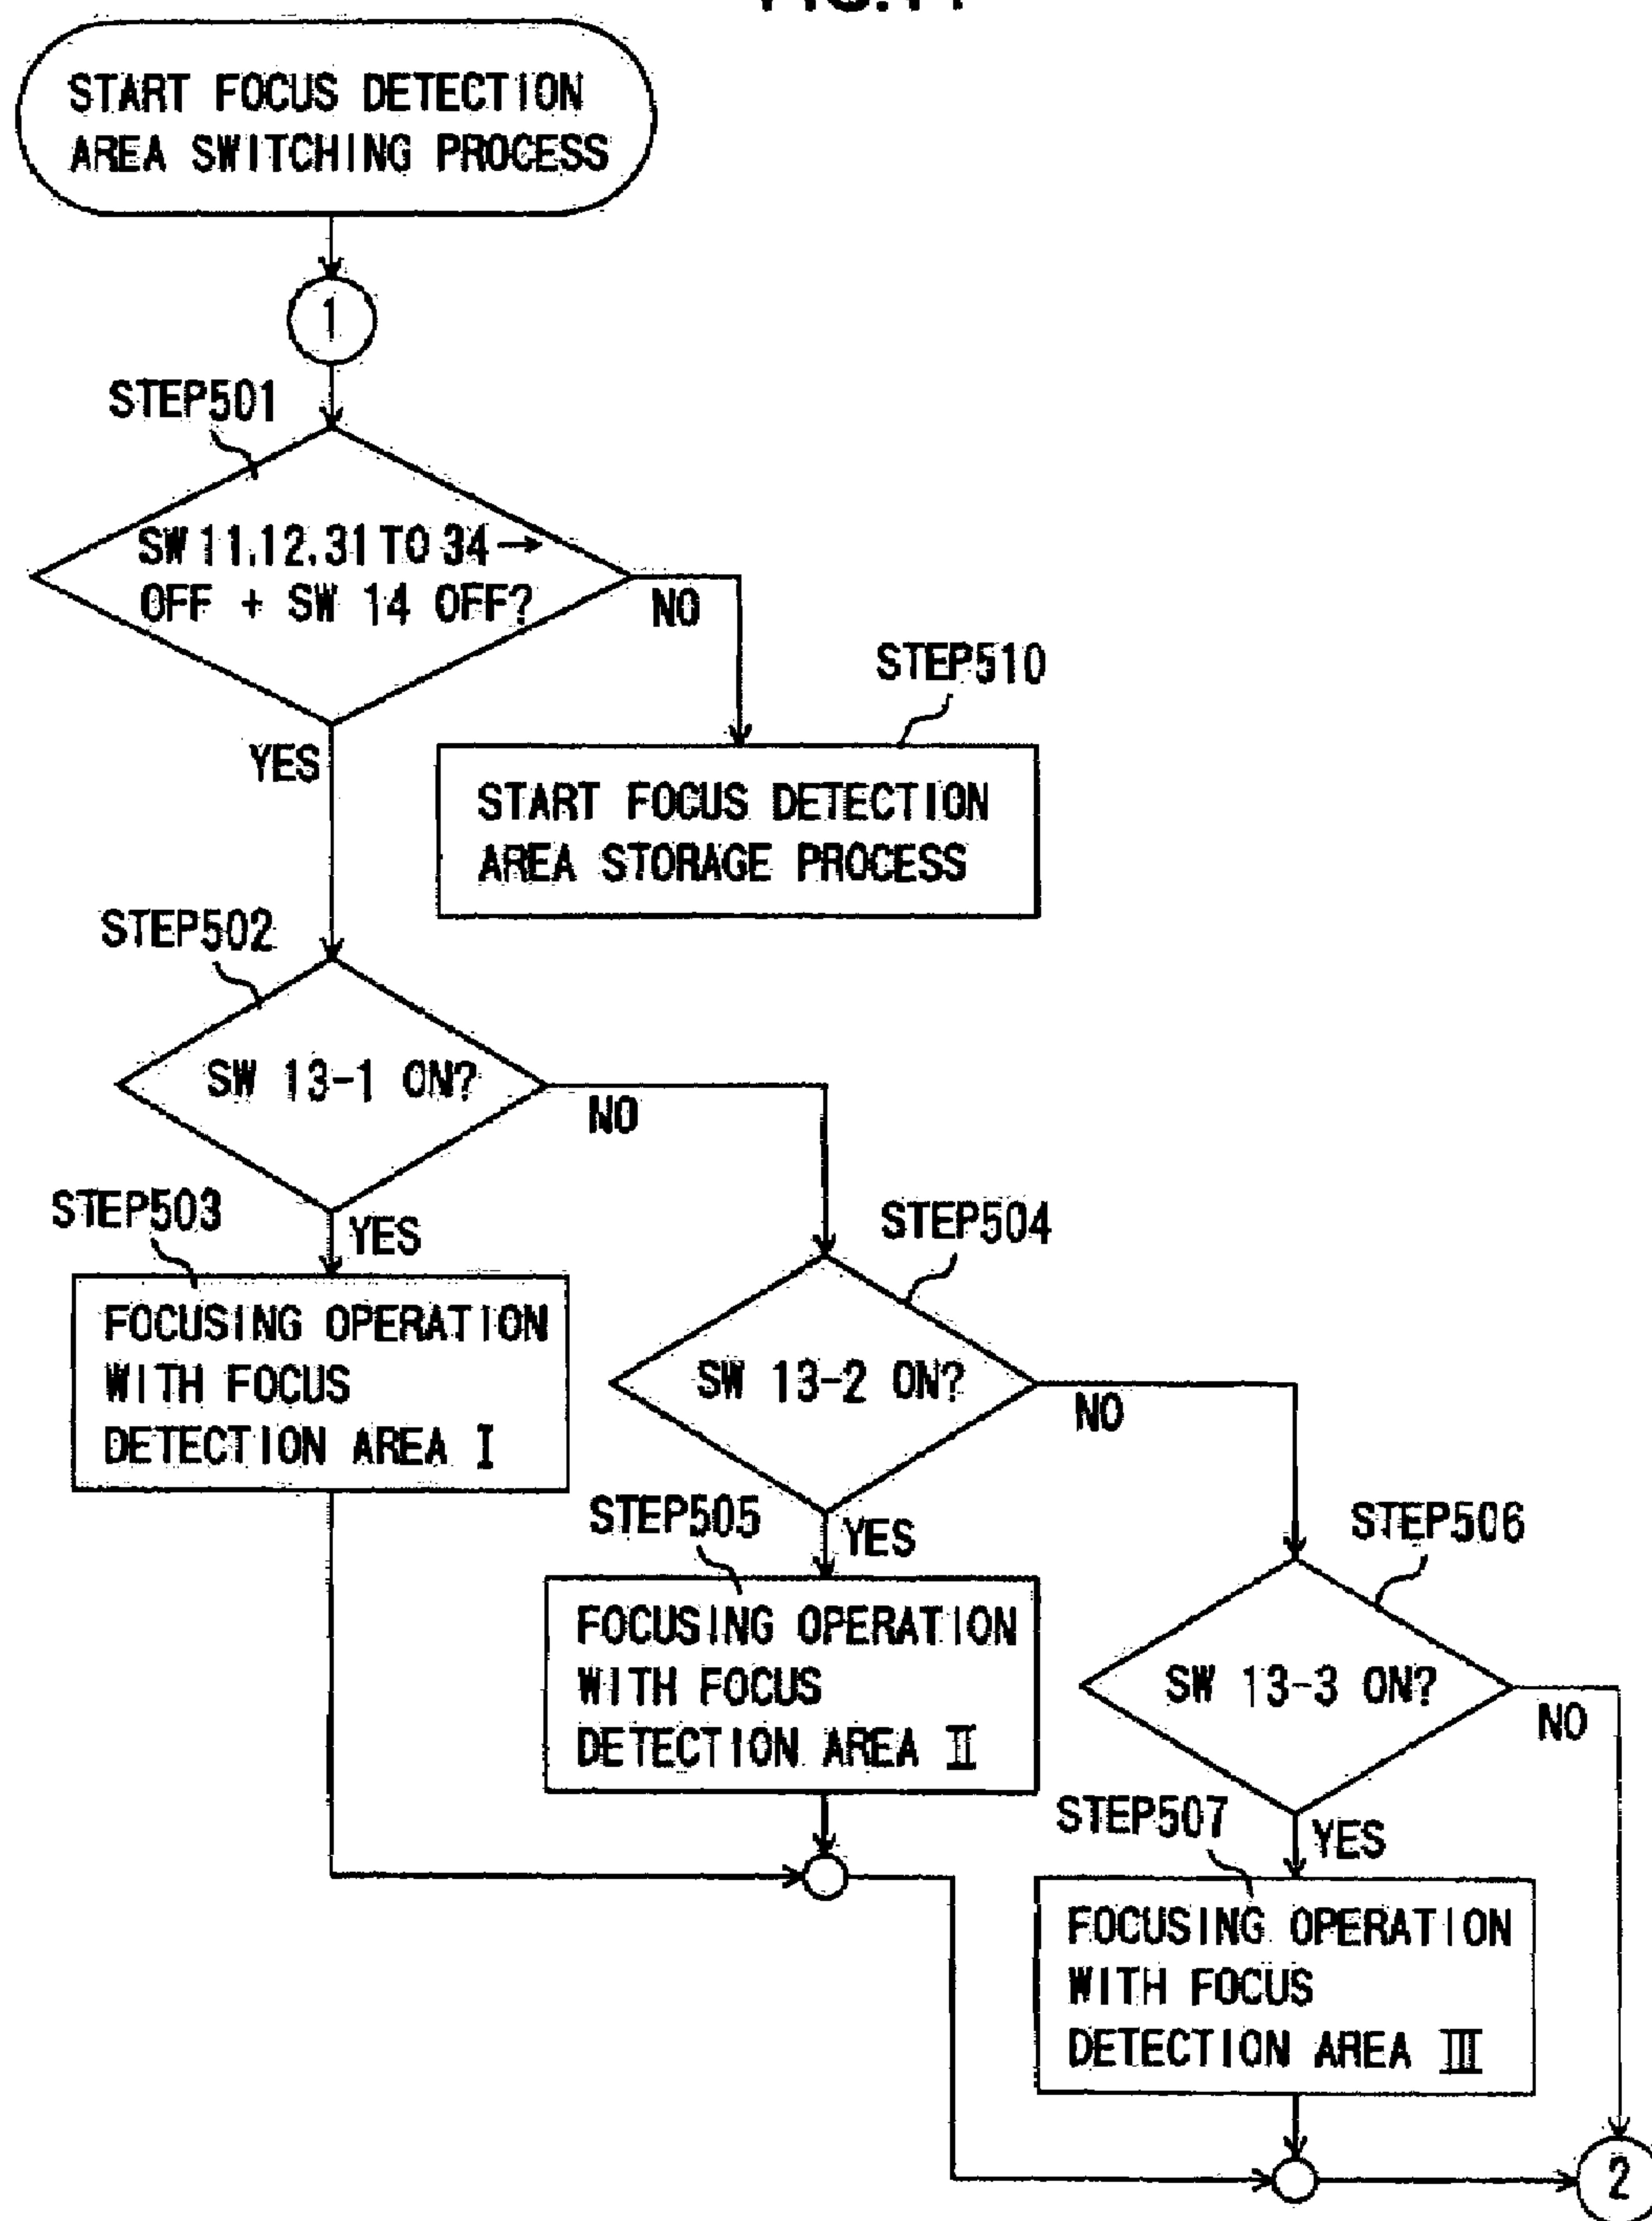 START FOCUS DETECTION
AREA SWITCHING PROCESS
1
STEP501
SW 11,12,31 TO 34→
OFF + SW 14 OFF?
NO
YES
STEP510
START FOCUS DETECTION
AREA STORAGE PROCESS
STEP502
SW 13-1 ON?
NO
YES
STEP503
FOCUSING OPERATION
WITH FOCUS
DETECTION AREA I
STEP504
SW 13-2 ON?
NO
YES
STEP505
FOCUSING OPERATION
WITH FOCUS
DETECTION AREA II
STEP506
SW 13-3 ON?
NO
YES
STEP507
FOCUSING OPERATION
WITH FOCUS
DETECTION AREA III
2